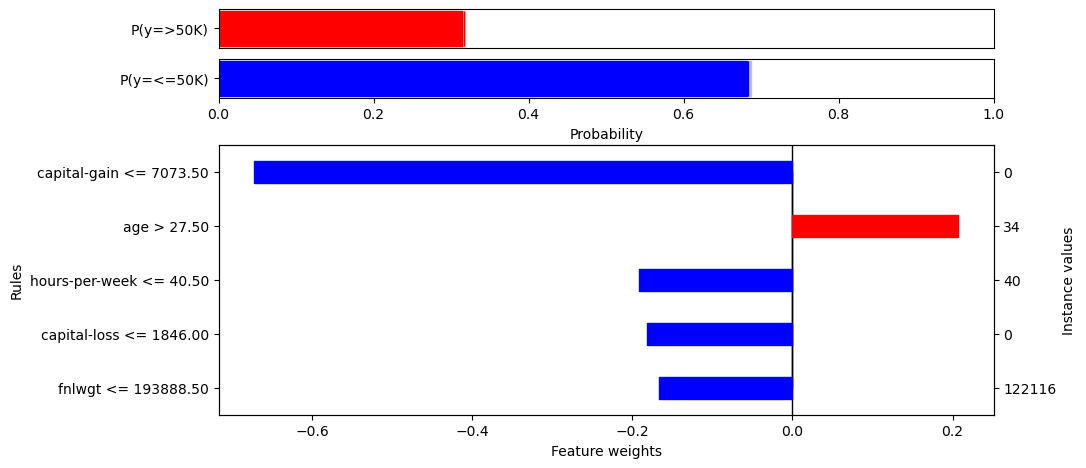 P(y=>50K)
P(y=<=50K)
0.0 0.2 0.4 0.6 0.8 1.0
Probability
capital-gain <= 7073.50 0
age > 27.50 34
hours-per-week <= 40.50 40
capital-loss <= 1846.00 0
fnlwgt <= 193888.50 122116
Rules
Instance values
−0.6 −0.4 −0.2 0.0 0.2
Feature weights